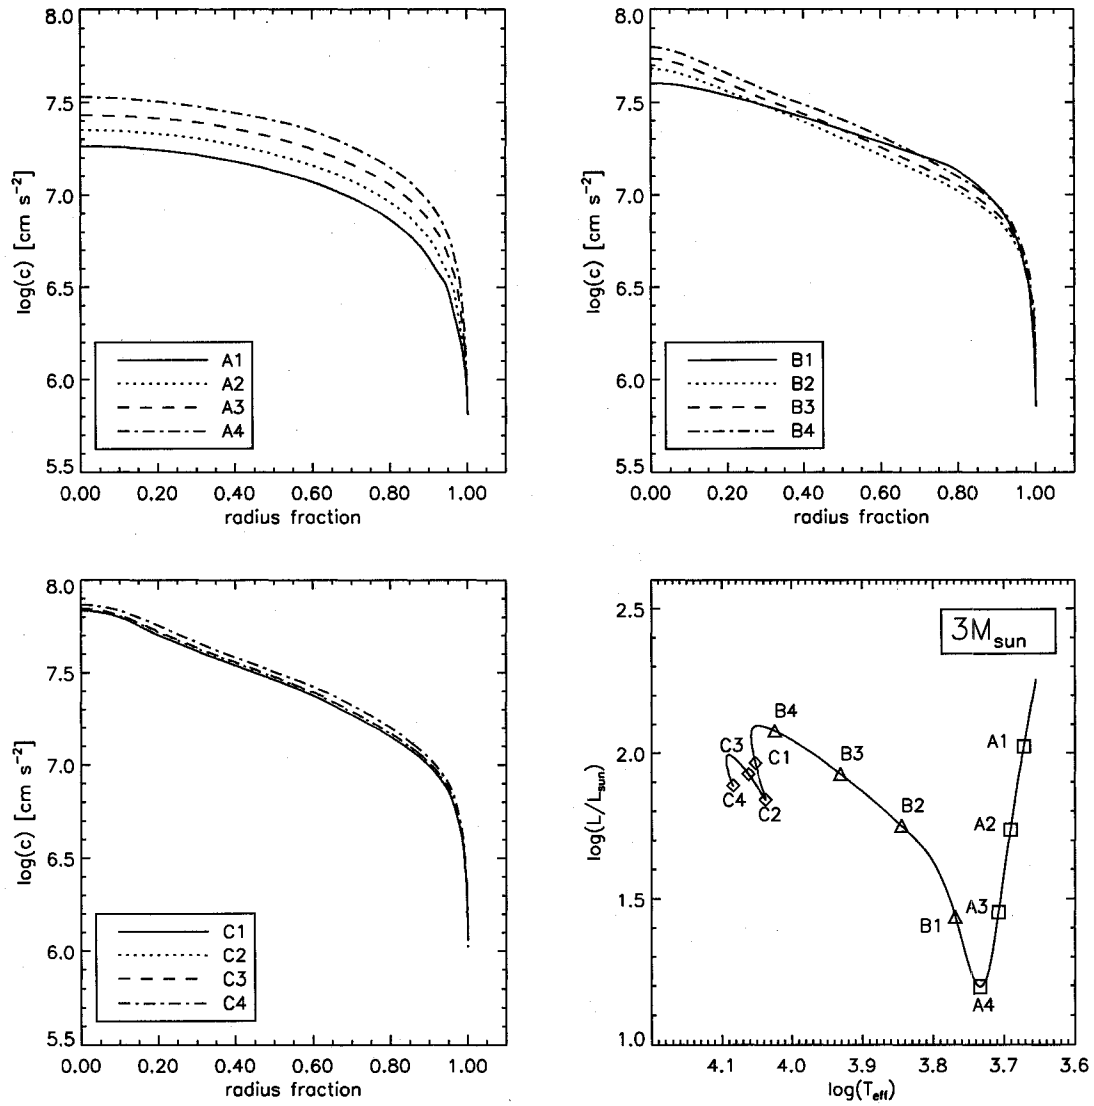 8.0
7.5
7.0
6.5
6.0
5.5
log(c) [cm s⁻²]
A1
A2
A3
A4
0.00 0.20 0.40 0.60 0.80 1.00
radius fraction
8.0
7.5
7.0
6.5
6.0
5.5
log(c) [cm s⁻²]
B1
B2
B3
B4
0.00 0.20 0.40 0.60 0.80 1.00
radius fraction
8.0
7.5
7.0
6.5
6.0
5.5
log(c) [cm s⁻²]
C1
C2
C3
C4
0.00 0.20 0.40 0.60 0.80 1.00
radius fraction
2.5
2.0
1.5
1.0
log(L/Lsun)
3Msun
B4
A1
C3
C1
B3
C4
C2
B2
A2
B1
A3
A4
4.1 4.0 3.9 3.8 3.7 3.6
log(Teff)